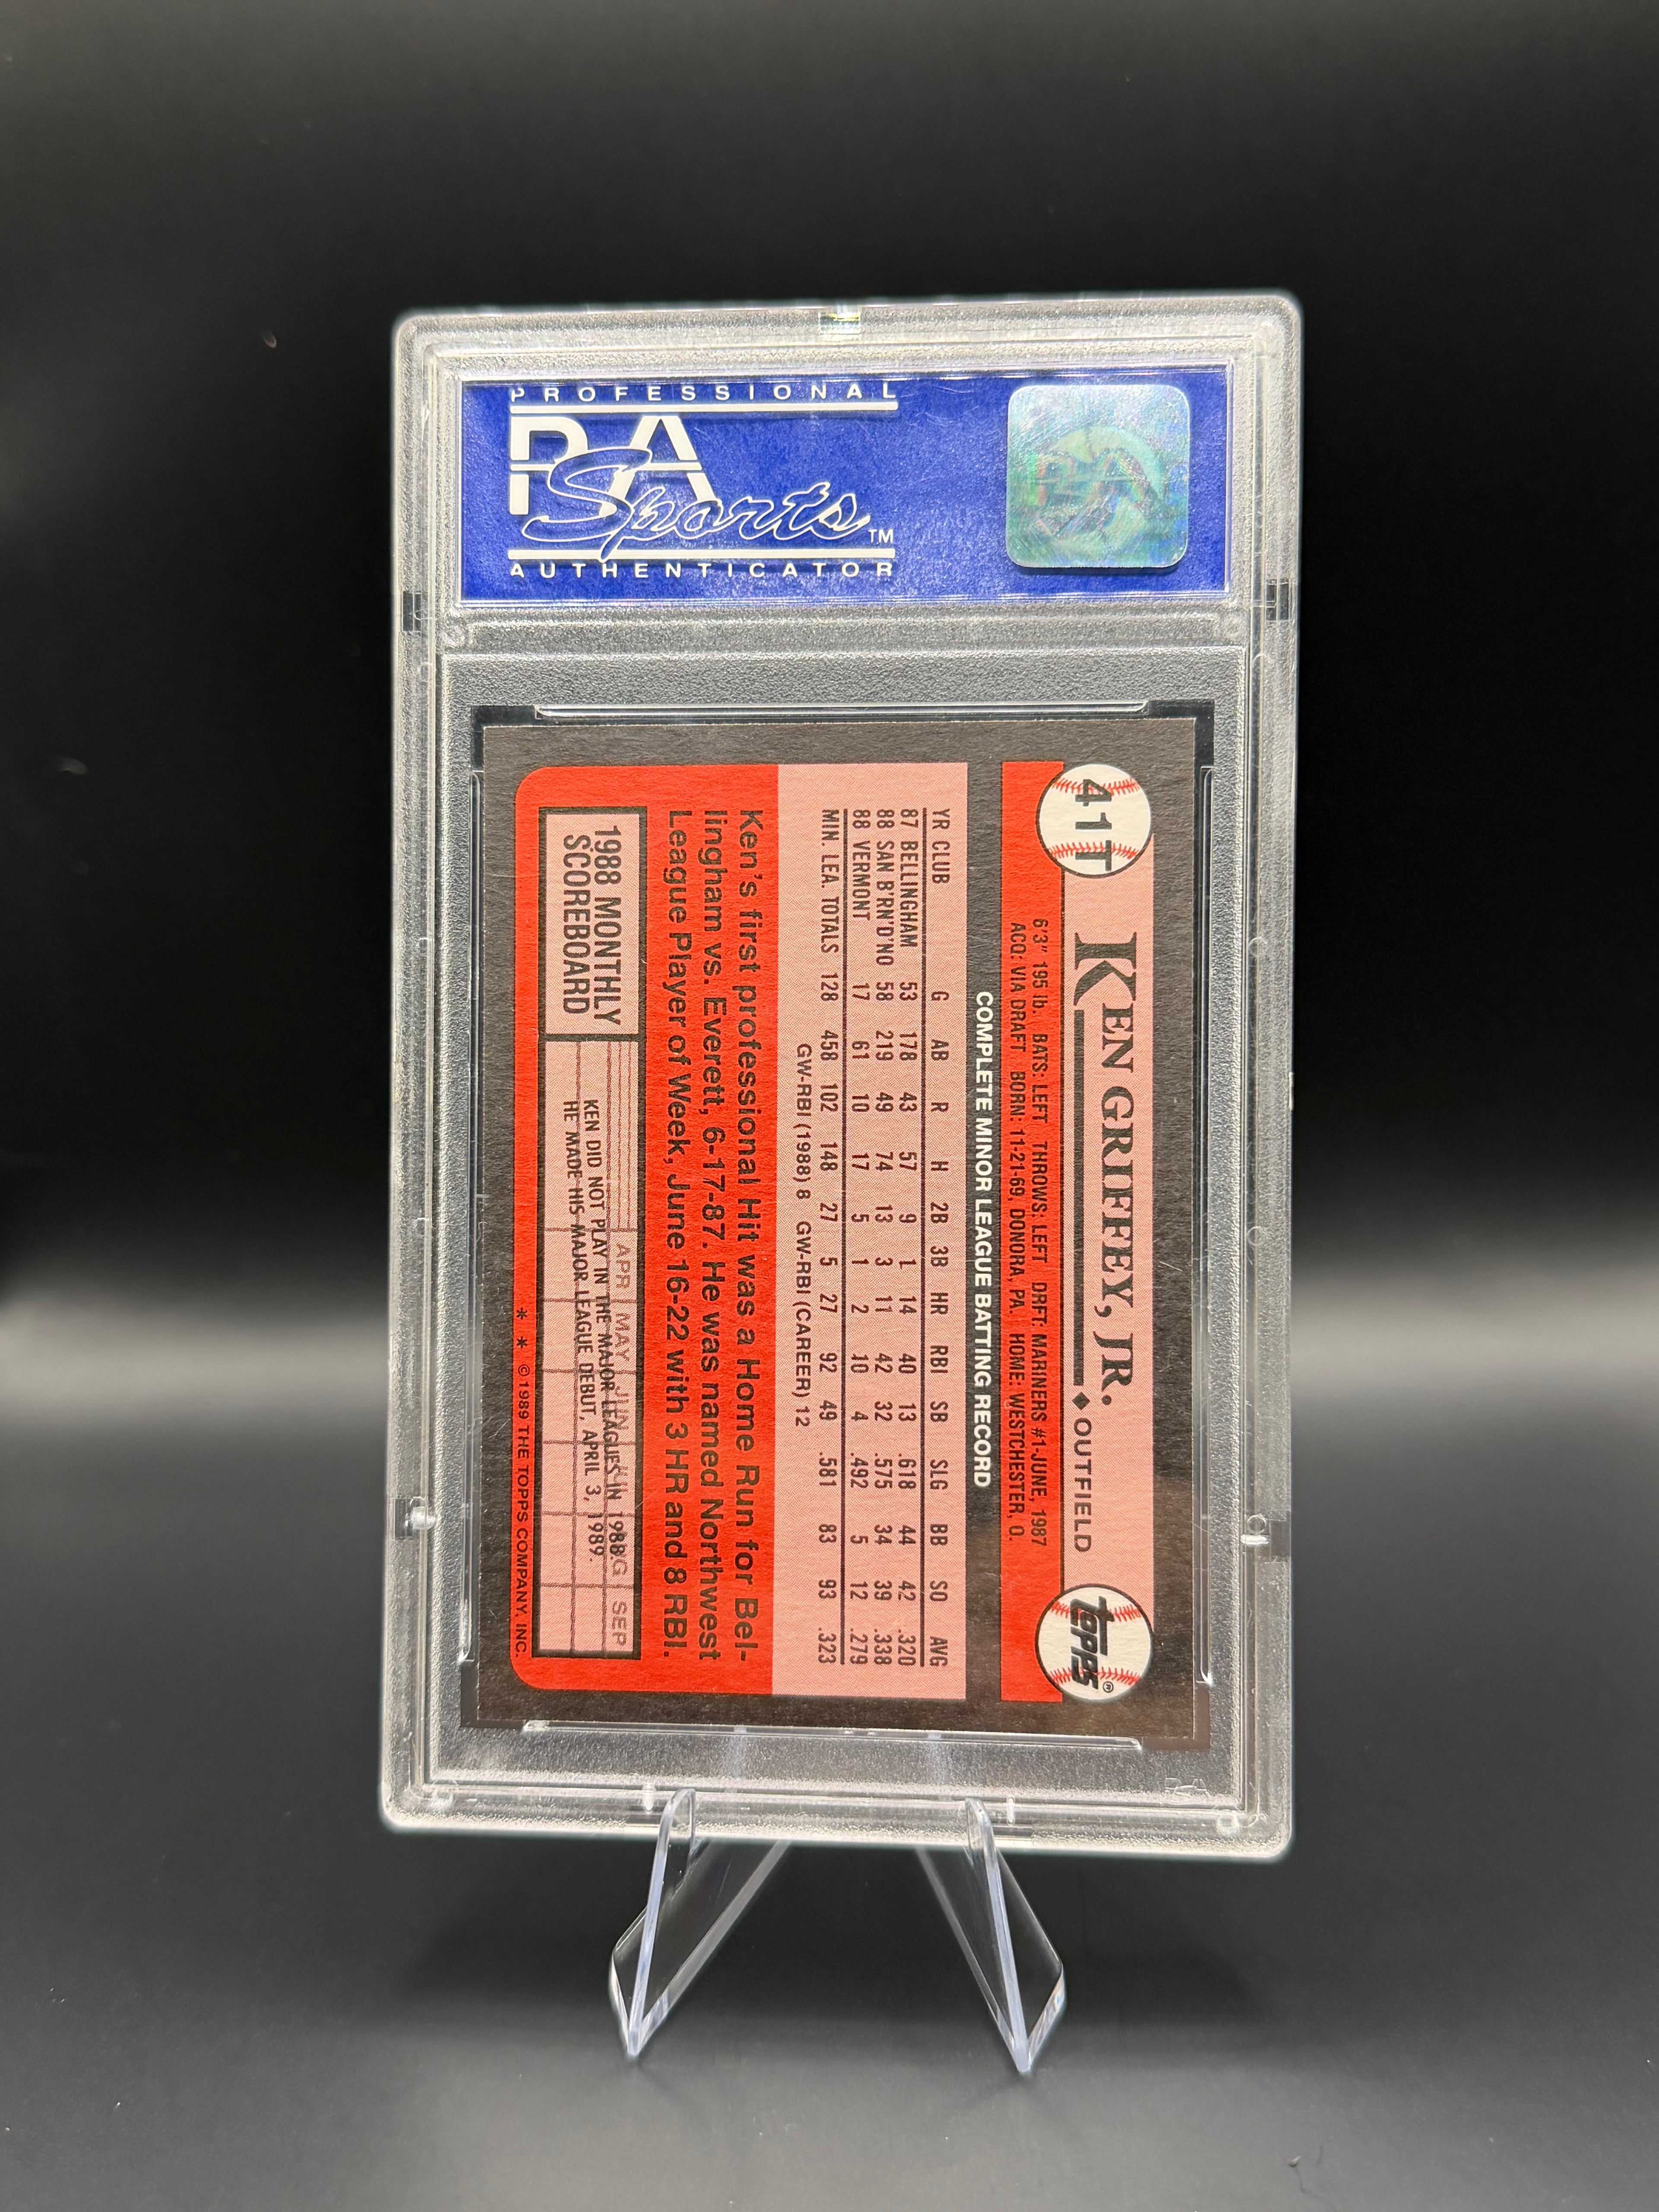 PROFESSIONAL
PSA
Sports™
AUTHENTICATOR
41T
KEN GRIFFEY, JR. ◆ OUTFIELD
topps®
6'3" 195 lb. BATS: LEFT THROWS: LEFT DRFT: MARINERS #1-JUNE, 1987
ACQ: VIA DRAFT BORN: 11-21-69, DONORA, PA. HOME: WESTCHESTER, O.
COMPLETE MINOR LEAGUE BATTING RECORD
YR CLUB G AB R H 2B 3B HR RBI SB SLG BB SO AVG
87 BELLINGHAM 53 178 43 57 9 1 14 40 13 .618 44 42 .320
88 SAN B'RN'D'NO 58 219 49 74 13 3 11 42 32 .575 34 39 .338
88 VERMONT 17 61 10 17 5 1 2 10 4 .492 5 12 .279
MIN. LEA. TOTALS 128 458 102 148 27 5 27 92 49 .581 83 93 .323
GW-RBI (1988) 8 GW-RBI (CAREER) 12
Ken's first professional Hit was a Home Run for Bel-
lingham vs. Everett, 6-17-87. He was named Northwest
League Player of Week, June 16-22 with 3 HR and 8 RBI.
1988 MONTHLY
SCOREBOARD
APR MAY JUN JUL AUG SEP
KEN DID NOT PLAY IN THE MAJOR LEAGUES IN 1988.
HE MADE HIS MAJOR LEAGUE DEBUT, APRIL 3, 1989.
* * © 1989 THE TOPPS COMPANY, INC.
PSA